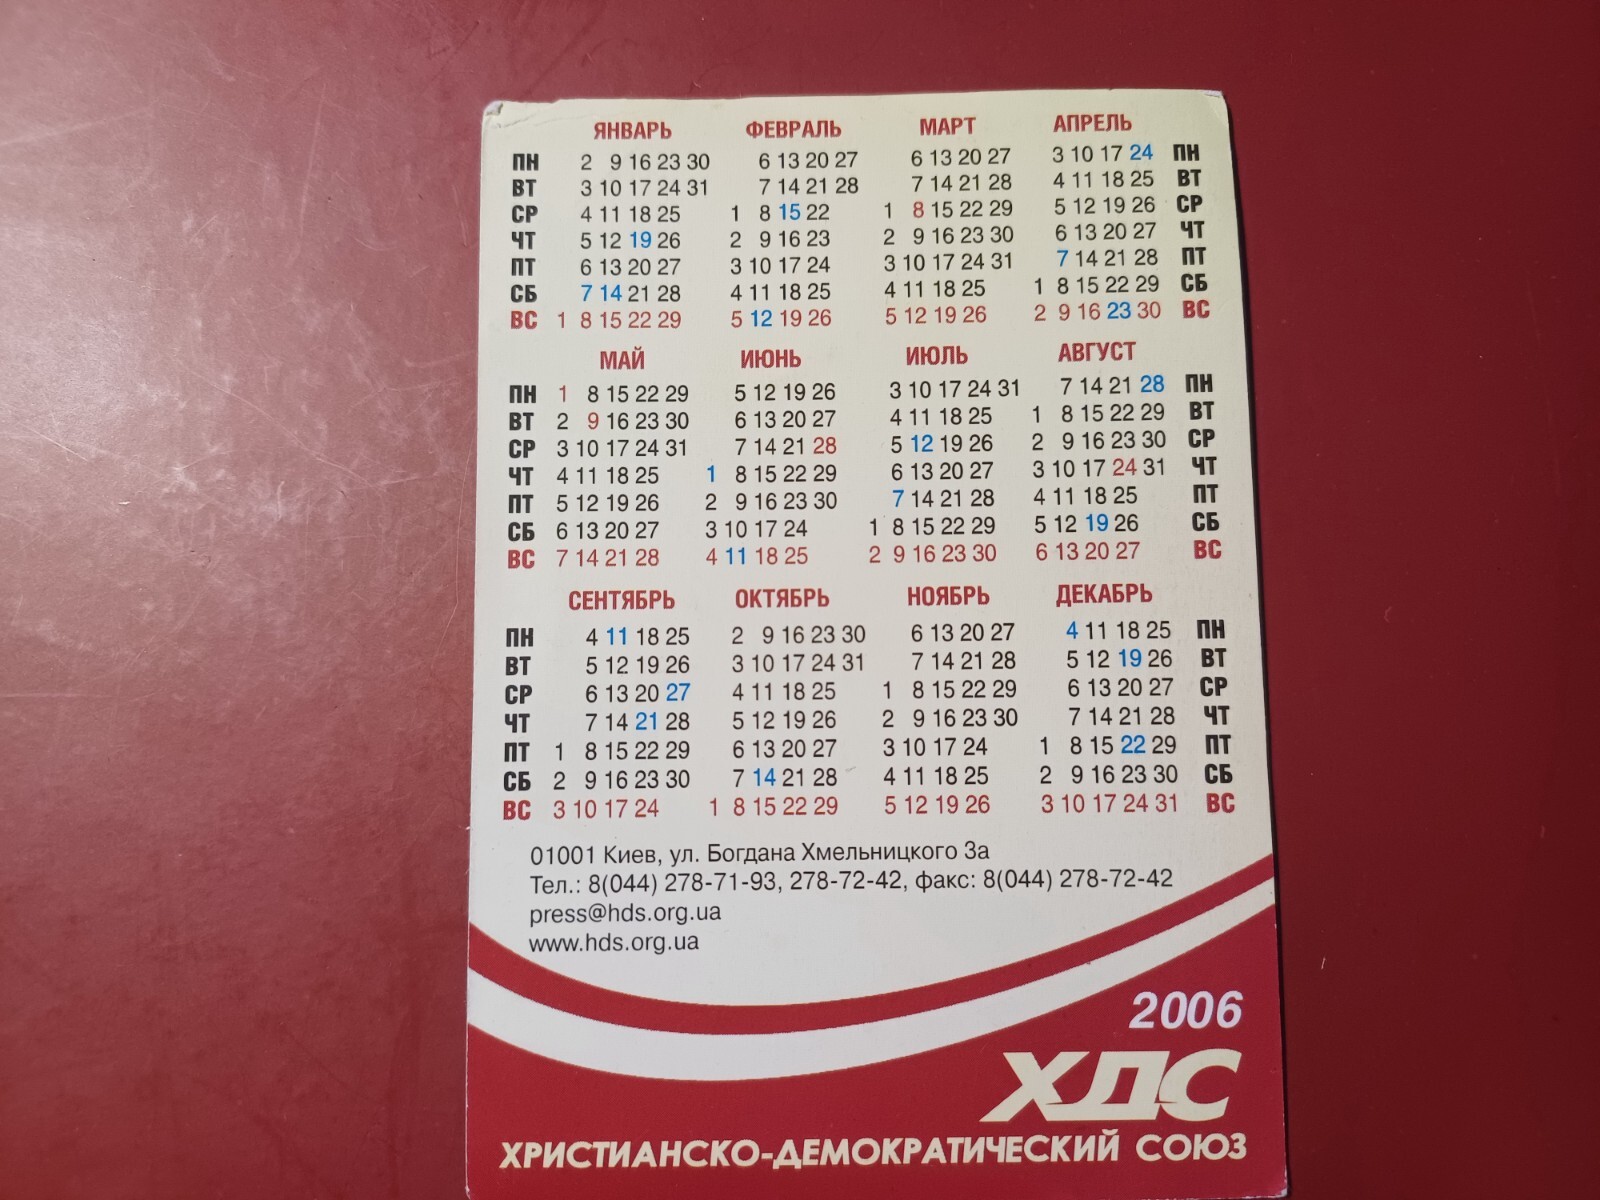 ЯНВАРЬ ФЕВРАЛЬ МАРТ АПРЕЛЬ
ПН 2 9 16 23 30 6 13 20 27 6 13 20 27 3 10 17 24 ПН
ВТ 3 10 17 24 31 7 14 21 28 7 14 21 28 4 11 18 25 ВТ
СР 4 11 18 25 1 8 15 22 1 8 15 22 29 5 12 19 26 СР
ЧТ 5 12 19 26 2 9 16 23 2 9 16 23 30 6 13 20 27 ЧТ
ПТ 6 13 20 27 3 10 17 24 3 10 17 24 31 7 14 21 28 ПТ
СБ 7 14 21 28 4 11 18 25 4 11 18 25 1 8 15 22 29 СБ
ВС 1 8 15 22 29 5 12 19 26 5 12 19 26 2 9 16 23 30 ВС
МАЙ ИЮНЬ ИЮЛЬ АВГУСТ
ПН 1 8 15 22 29 5 12 19 26 3 10 17 24 31 7 14 21 28 ПН
ВТ 2 9 16 23 30 6 13 20 27 4 11 18 25 1 8 15 22 29 ВТ
СР 3 10 17 24 31 7 14 21 28 5 12 19 26 2 9 16 23 30 СР
ЧТ 4 11 18 25 1 8 15 22 29 6 13 20 27 3 10 17 24 31 ЧТ
ПТ 5 12 19 26 2 9 16 23 30 7 14 21 28 4 11 18 25 ПТ
СБ 6 13 20 27 3 10 17 24 1 8 15 22 29 5 12 19 26 СБ
ВС 7 14 21 28 4 11 18 25 2 9 16 23 30 6 13 20 27 ВС
СЕНТЯБРЬ ОКТЯБРЬ НОЯБРЬ ДЕКАБРЬ
ПН 4 11 18 25 2 9 16 23 30 6 13 20 27 4 11 18 25 ПН
ВТ 5 12 19 26 3 10 17 24 31 7 14 21 28 5 12 19 26 ВТ
СР 6 13 20 27 4 11 18 25 1 8 15 22 29 6 13 20 27 СР
ЧТ 7 14 21 28 5 12 19 26 2 9 16 23 30 7 14 21 28 ЧТ
ПТ 1 8 15 22 29 6 13 20 27 3 10 17 24 1 8 15 22 29 ПТ
СБ 2 9 16 23 30 7 14 21 28 4 11 18 25 2 9 16 23 30 СБ
ВС 3 10 17 24 1 8 15 22 29 5 12 19 26 3 10 17 24 31 ВС
01001 Киев, ул. Богдана Хмельницкого 3а
Тел.: 8(044) 278-71-93, 278-72-42, факс: 8(044) 278-72-42
press@hds.org.ua
www.hds.org.ua
2006
ХДС
ХРИСТИАНСКО-ДЕМОКРАТИЧЕСКИЙ СОЮЗ